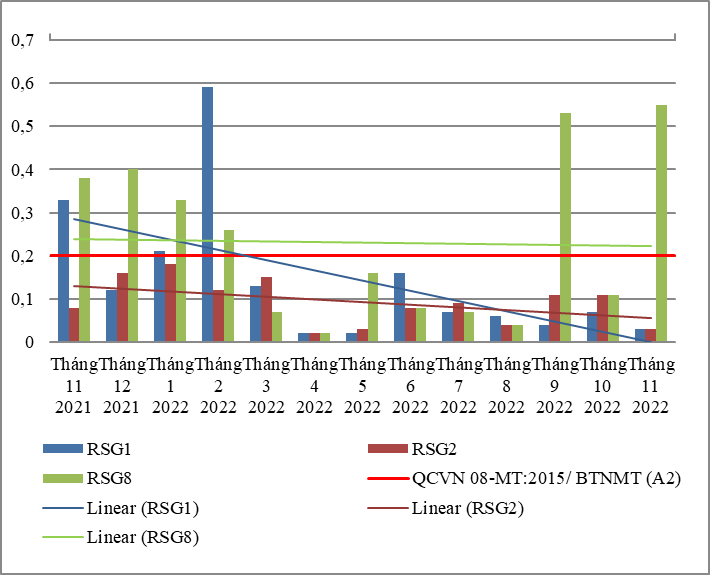 0,7
0,6
0,5
0,4
0,3
0,2
0,1
0
Tháng Tháng Tháng Tháng Tháng Tháng Tháng Tháng Tháng Tháng Tháng Tháng Tháng
11 12 1 2 3 4 5 6 7 8 9 10 11
2021 2021 2022 2022 2022 2022 2022 2022 2022 2022 2022 2022 2022
RSG1 RSG2
RSG8 QCVN 08-MT:2015/ BTNMT (A2)
Linear (RSG1) Linear (RSG2)
Linear (RSG8)